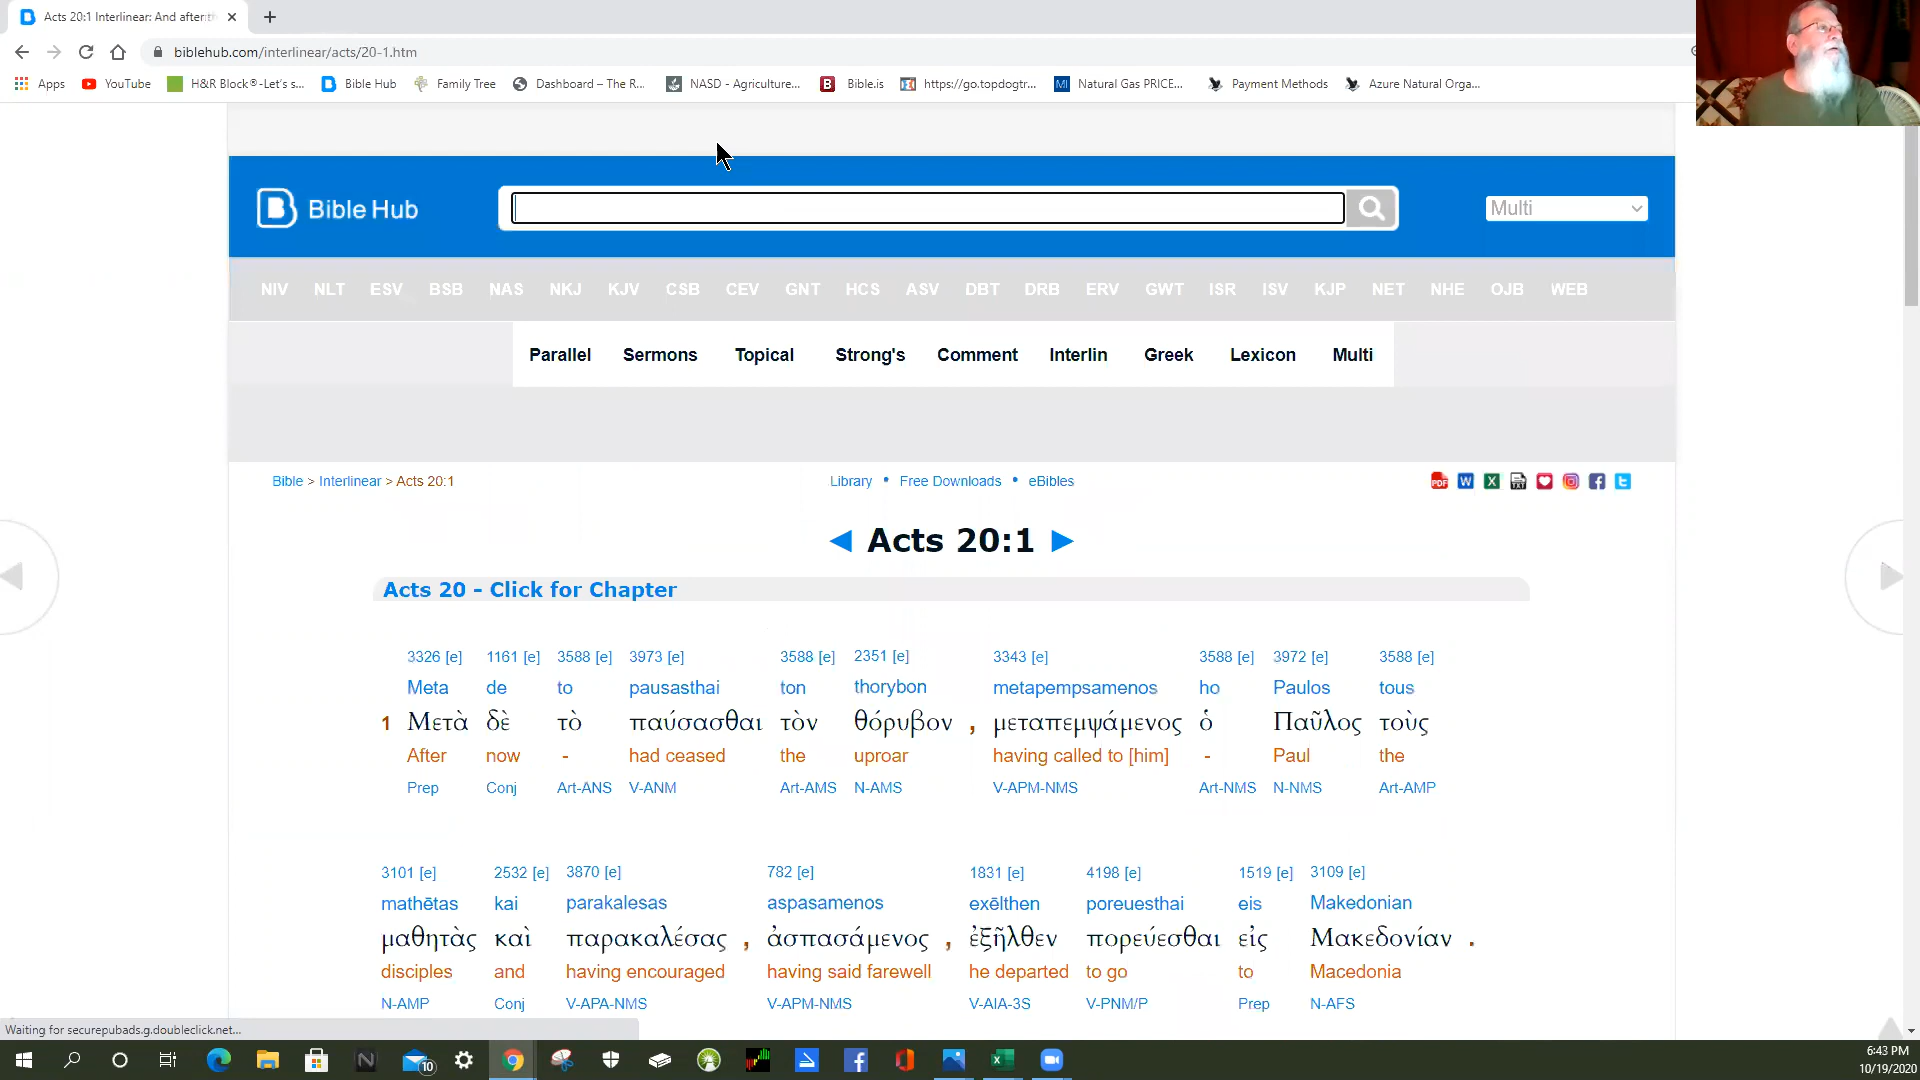 Acts 20:1 Interlinear: And after th
biblehub.com/interlinear/acts/20-1.htm
Apps YouTube H&R Block®-Let's s... Bible Hub Family Tree Dashboard – The R... NASD - Agriculture... Bible.is https://go.topdogtr... Natural Gas PRICE... Payment Methods Azure Natural Orga...
Bible Hub Multi
NIV NLT ESV BSB NAS NKJ KJV CSB CEV GNT HCS ASV DBT DRB ERV GWT ISR ISV KJP NET NHE OJB WEB
Parallel Sermons Topical Strong's Comment Interlin Greek Lexicon Multi
Bible > Interlinear > Acts 20:1 Library • Free Downloads • eBibles
◄ Acts 20:1 ►
Acts 20 - Click for Chapter
3326 [e] 1161 [e] 3588 [e] 3973 [e] 3588 [e] 2351 [e] 3343 [e] 3588 [e] 3972 [e] 3588 [e]
Meta de to pausasthai ton thorybon metapempsamenos ho Paulos tous
1 Μετὰ δὲ τὸ παύσασθαι τὸν θόρυβον , μεταπεμψάμενος ὁ Παῦλος τοὺς
After now - had ceased the uproar having called to [him] - Paul the
Prep Conj Art-ANS V-ANM Art-AMS N-AMS V-APM-NMS Art-NMS N-NMS Art-AMP
3101 [e] 2532 [e] 3870 [e] 782 [e] 1831 [e] 4198 [e] 1519 [e] 3109 [e]
mathētas kai parakalesas aspasamenos exēlthen poreuesthai eis Makedonian
μαθητὰς καὶ παρακαλέσας , ἀσπασάμενος , ἐξῆλθεν πορεύεσθαι εἰς Μακεδονίαν .
disciples and having encouraged having said farewell he departed to go to Macedonia
N-AMP Conj V-APA-NMS V-APM-NMS V-AIA-3S V-PNM/P Prep N-AFS
Waiting for securepubads.g.doubleclick.net...
10
6:43 PM
10/19/2020